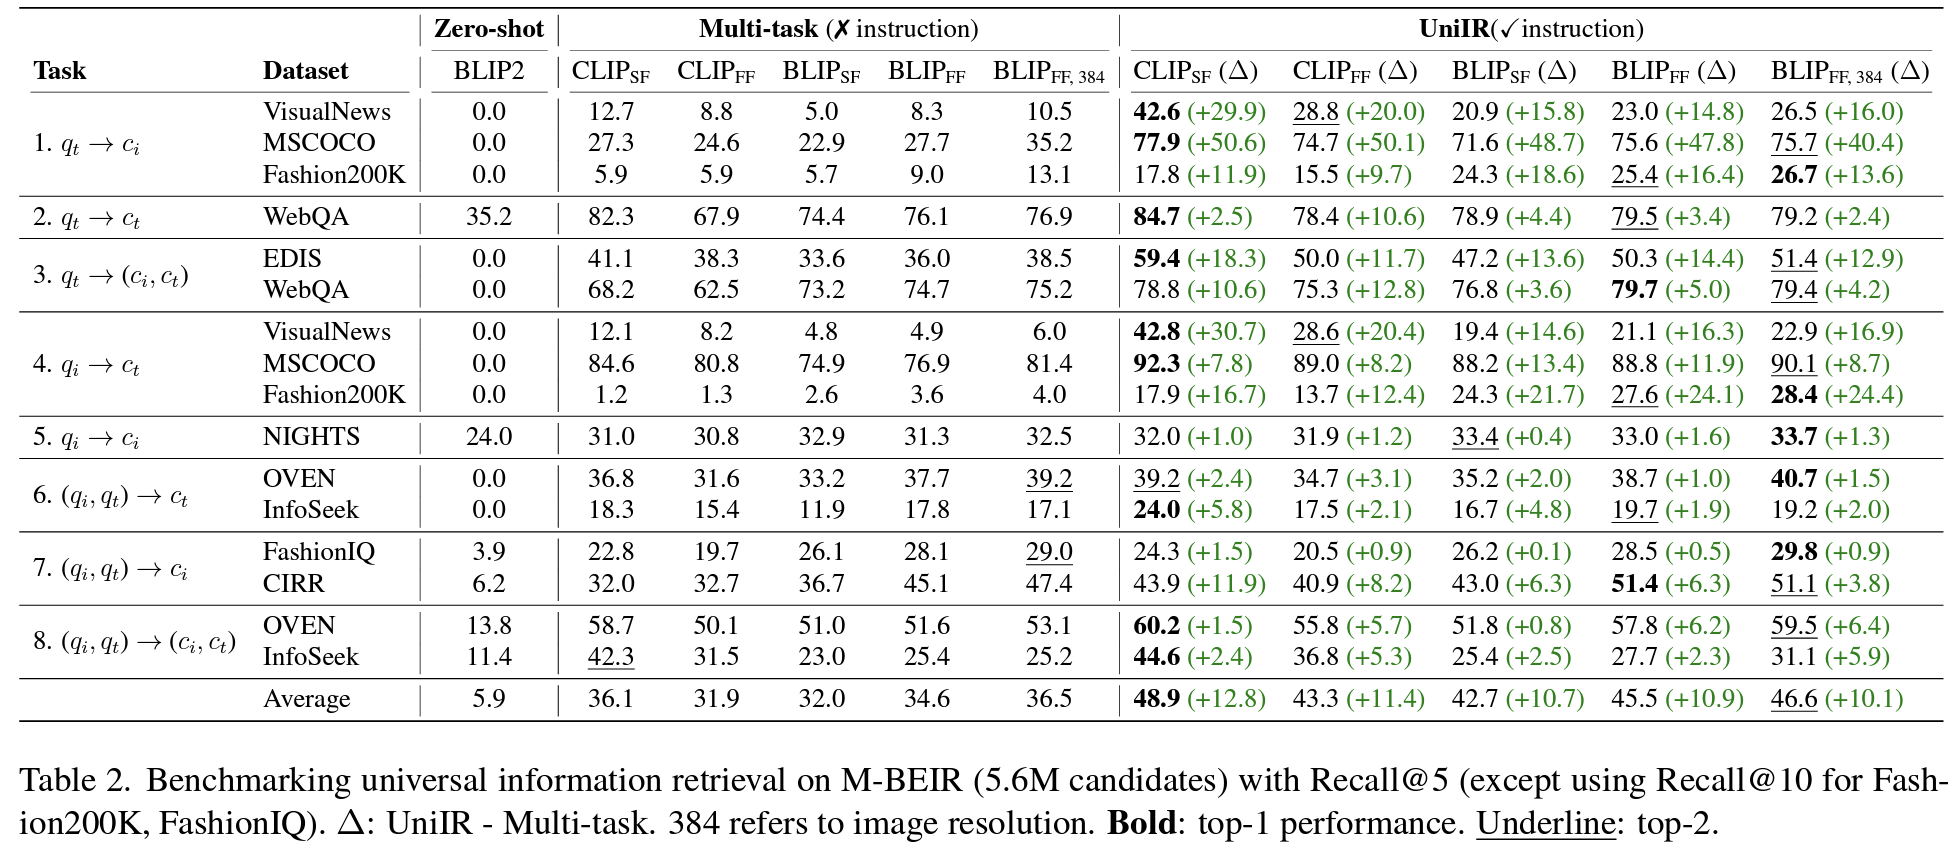 Zero-shot Multi-task (✗ instruction) UniIR(✓ instruction)
Task Dataset BLIP2 CLIP_SF CLIP_FF BLIP_SF BLIP_FF BLIP_FF, 384 CLIP_SF (Δ) CLIP_FF (Δ) BLIP_SF (Δ) BLIP_FF (Δ) BLIP_FF, 384 (Δ)
VisualNews 0.0 12.7 8.8 5.0 8.3 10.5 42.6 (+29.9) 28.8 (+20.0) 20.9 (+15.8) 23.0 (+14.8) 26.5 (+16.0)
1. q_t → c_i MSCOCO 0.0 27.3 24.6 22.9 27.7 35.2 77.9 (+50.6) 74.7 (+50.1) 71.6 (+48.7) 75.6 (+47.8) 75.7 (+40.4)
Fashion200K 0.0 5.9 5.9 5.7 9.0 13.1 17.8 (+11.9) 15.5 (+9.7) 24.3 (+18.6) 25.4 (+16.4) 26.7 (+13.6)
2. q_t → c_t WebQA 35.2 82.3 67.9 74.4 76.1 76.9 84.7 (+2.5) 78.4 (+10.6) 78.9 (+4.4) 79.5 (+3.4) 79.2 (+2.4)
3. q_t → (c_i, c_t) EDIS 0.0 41.1 38.3 33.6 36.0 38.5 59.4 (+18.3) 50.0 (+11.7) 47.2 (+13.6) 50.3 (+14.4) 51.4 (+12.9)
WebQA 0.0 68.2 62.5 73.2 74.7 75.2 78.8 (+10.6) 75.3 (+12.8) 76.8 (+3.6) 79.7 (+5.0) 79.4 (+4.2)
VisualNews 0.0 12.1 8.2 4.8 4.9 6.0 42.8 (+30.7) 28.6 (+20.4) 19.4 (+14.6) 21.1 (+16.3) 22.9 (+16.9)
4. q_i → c_t MSCOCO 0.0 84.6 80.8 74.9 76.9 81.4 92.3 (+7.8) 89.0 (+8.2) 88.2 (+13.4) 88.8 (+11.9) 90.1 (+8.7)
Fashion200K 0.0 1.2 1.3 2.6 3.6 4.0 17.9 (+16.7) 13.7 (+12.4) 24.3 (+21.7) 27.6 (+24.1) 28.4 (+24.4)
5. q_i → c_i NIGHTS 24.0 31.0 30.8 32.9 31.3 32.5 32.0 (+1.0) 31.9 (+1.2) 33.4 (+0.4) 33.0 (+1.6) 33.7 (+1.3)
6. (q_i, q_t) → c_t OVEN 0.0 36.8 31.6 33.2 37.7 39.2 39.2 (+2.4) 34.7 (+3.1) 35.2 (+2.0) 38.7 (+1.0) 40.7 (+1.5)
InfoSeek 0.0 18.3 15.4 11.9 17.8 17.1 24.0 (+5.8) 17.5 (+2.1) 16.7 (+4.8) 19.7 (+1.9) 19.2 (+2.0)
7. (q_i, q_t) → c_i FashionIQ 3.9 22.8 19.7 26.1 28.1 29.0 24.3 (+1.5) 20.5 (+0.9) 26.2 (+0.1) 28.5 (+0.5) 29.8 (+0.9)
CIRR 6.2 32.0 32.7 36.7 45.1 47.4 43.9 (+11.9) 40.9 (+8.2) 43.0 (+6.3) 51.4 (+6.3) 51.1 (+3.8)
8. (q_i, q_t) → (c_i, c_t) OVEN 13.8 58.7 50.1 51.0 51.6 53.1 60.2 (+1.5) 55.8 (+5.7) 51.8 (+0.8) 57.8 (+6.2) 59.5 (+6.4)
InfoSeek 11.4 42.3 31.5 23.0 25.4 25.2 44.6 (+2.4) 36.8 (+5.3) 25.4 (+2.5) 27.7 (+2.3) 31.1 (+5.9)
Average 5.9 36.1 31.9 32.0 34.6 36.5 48.9 (+12.8) 43.3 (+11.4) 42.7 (+10.7) 45.5 (+10.9) 46.6 (+10.1)
Table 2. Benchmarking universal information retrieval on M-BEIR (5.6M candidates) with Recall@5 (except using Recall@10 for Fash-
ion200K, FashionIQ). Δ: UniIR - Multi-task. 384 refers to image resolution. Bold: top-1 performance. Underline: top-2.